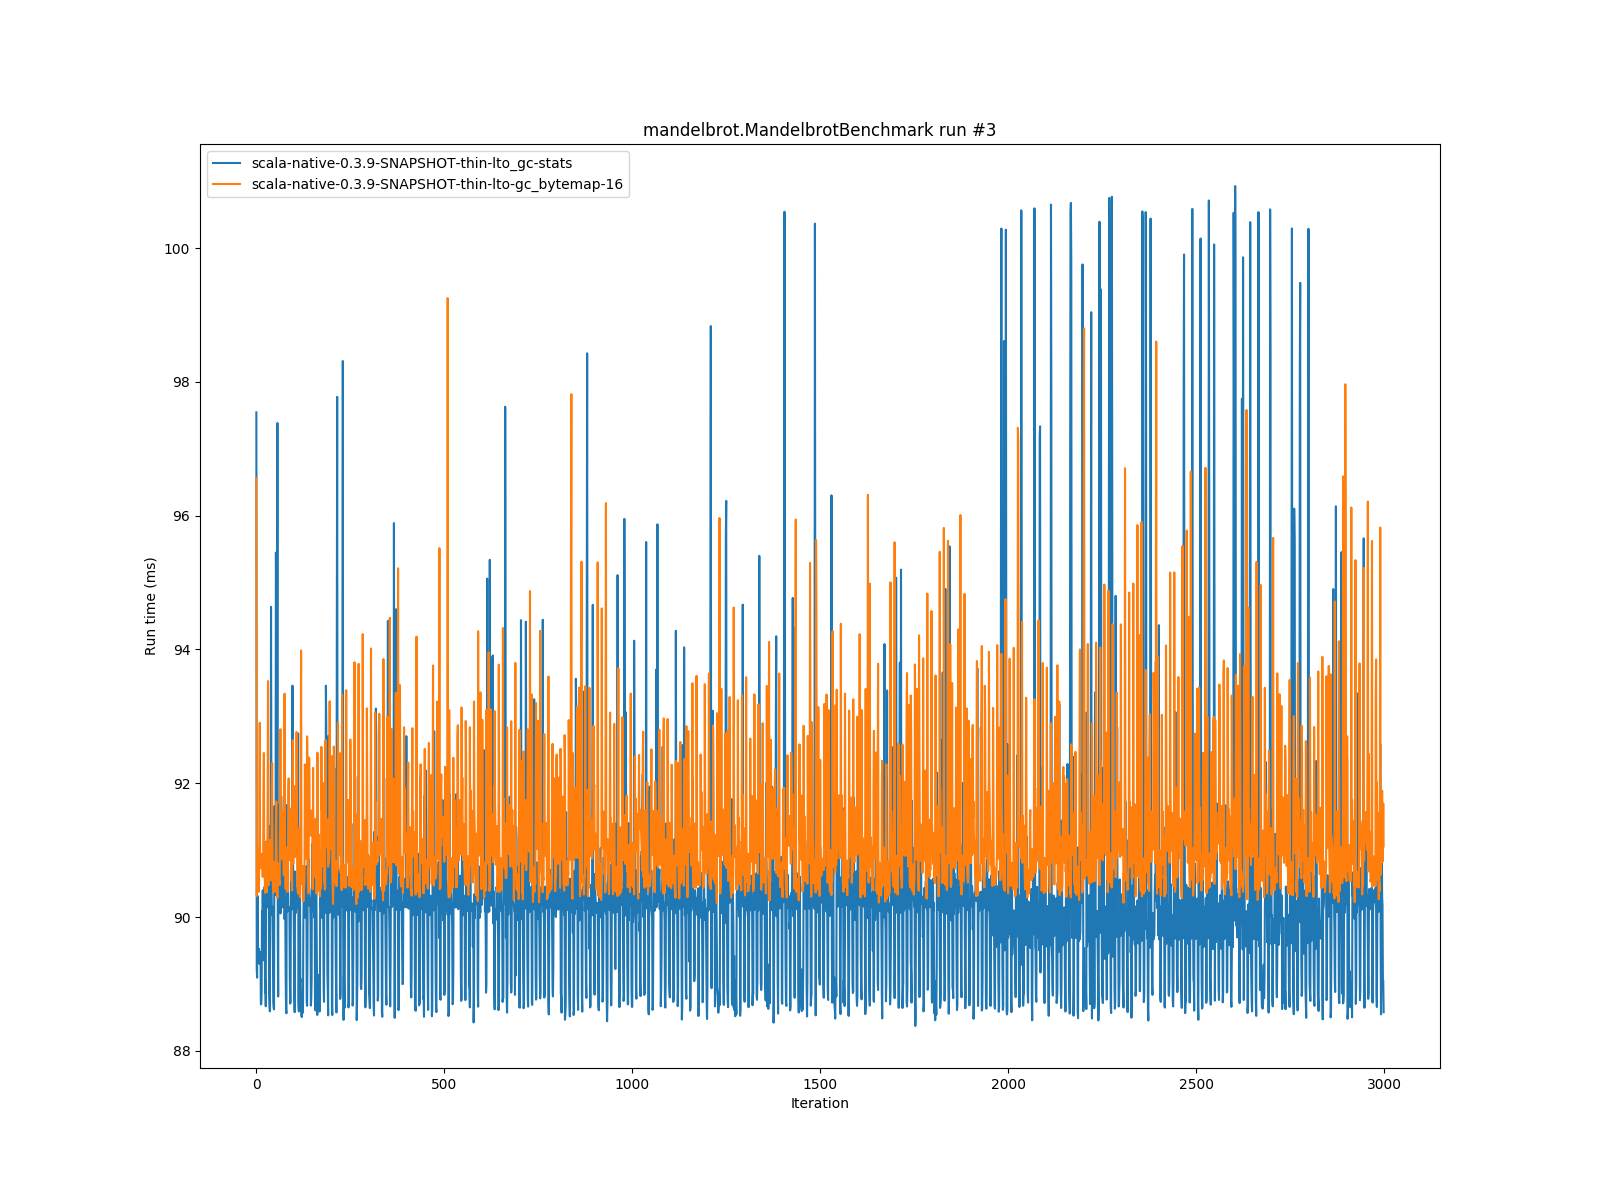 mandelbrot.MandelbrotBenchmark run #3
scala-native-0.3.9-SNAPSHOT-thin-lto_gc-stats
scala-native-0.3.9-SNAPSHOT-thin-lto-gc_bytemap-16
100
98
96
94
92
90
88
Run time (ms)
0 500 1000 1500 2000 2500 3000
Iteration